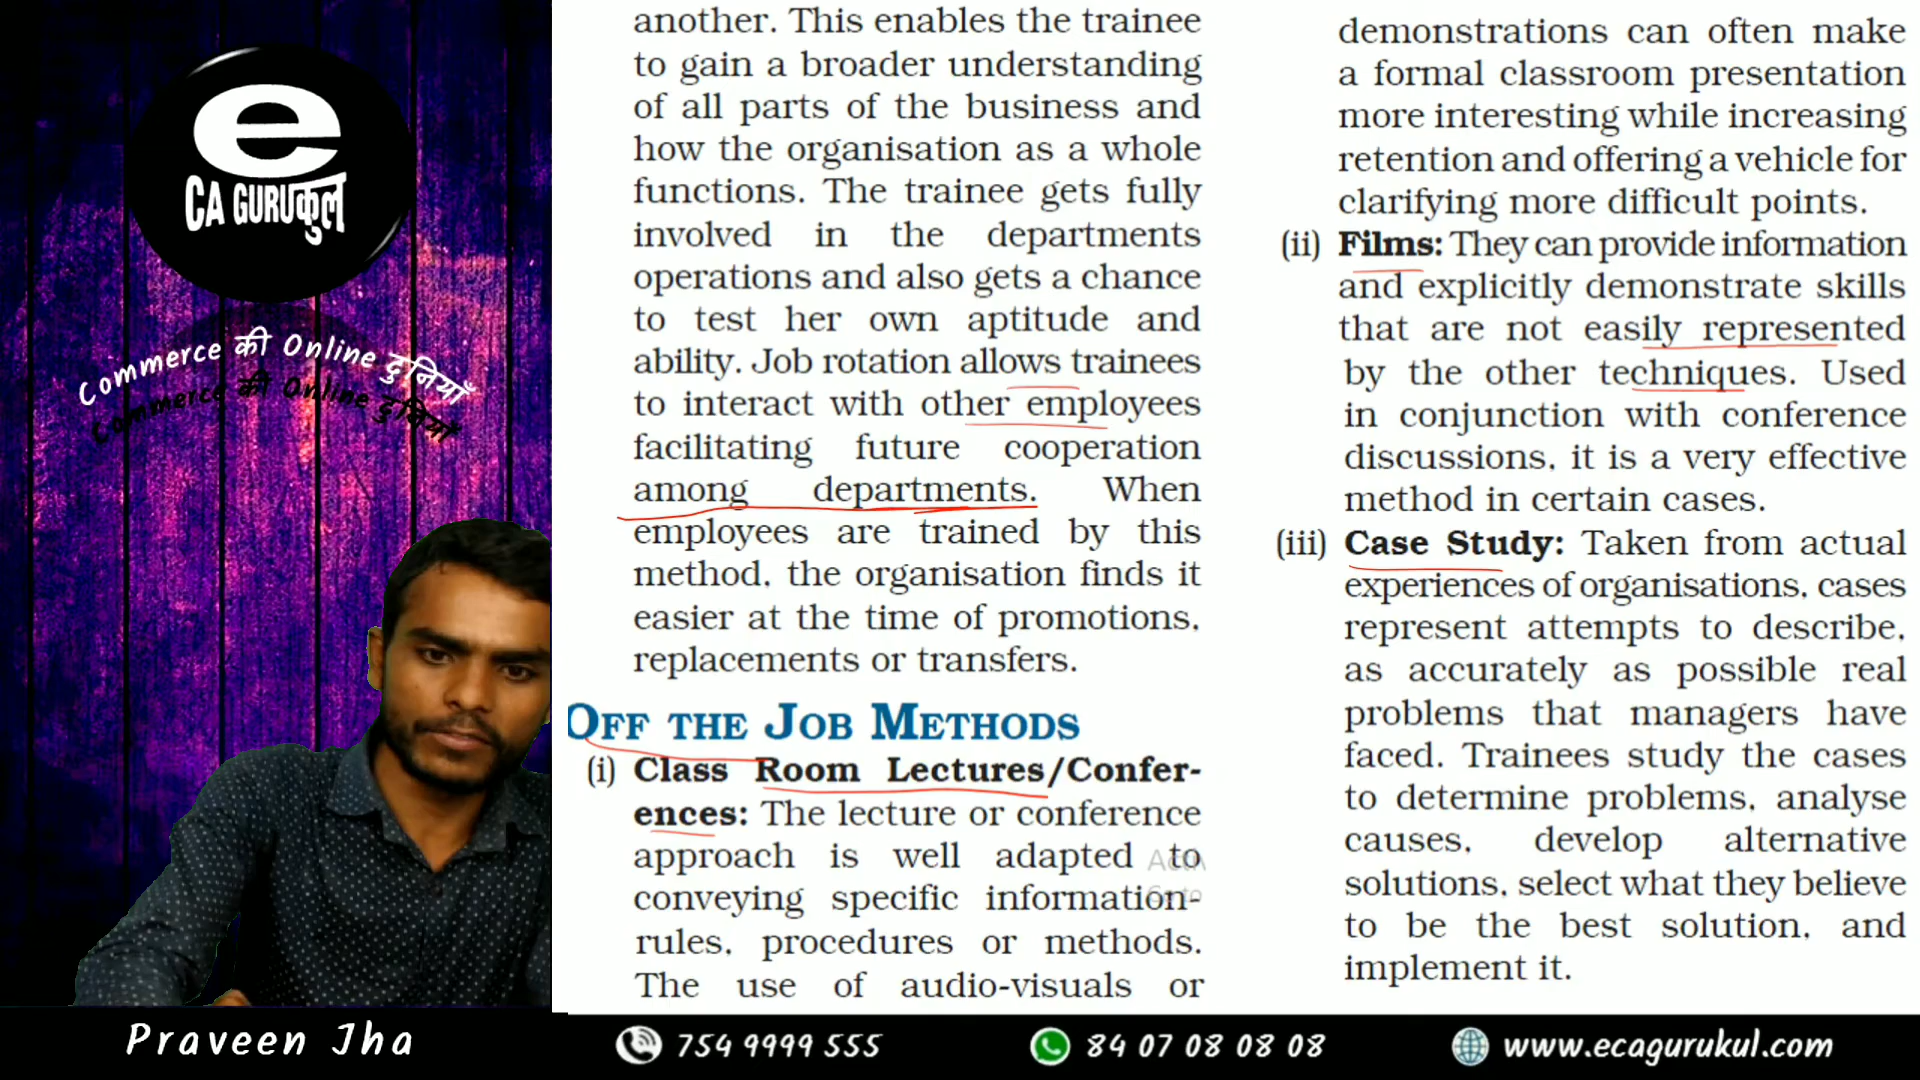 e
CA GURUकुल
Commerce की Online दुनियाँ
Commerce की Online दुनियाँ
another. This enables the trainee
to gain a broader understanding
of all parts of the business and
how the organisation as a whole
functions. The trainee gets fully
involved in the departments
operations and also gets a chance
to test her own aptitude and
ability. Job rotation allows trainees
to interact with other employees
facilitating future cooperation
among departments. When
employees are trained by this
method, the organisation finds it
easier at the time of promotions,
replacements or transfers.
OFF THE JOB METHODS
(i) Class Room Lectures/Confer-
ences: The lecture or conference
approach is well adapted to
conveying specific information-
rules, procedures or methods.
The use of audio-visuals or
demonstrations can often make
a formal classroom presentation
more interesting while increasing
retention and offering a vehicle for
clarifying more difficult points.
(ii) Films: They can provide information
and explicitly demonstrate skills
that are not easily represented
by the other techniques. Used
in conjunction with conference
discussions, it is a very effective
method in certain cases.
(iii) Case Study: Taken from actual
experiences of organisations, cases
represent attempts to describe,
as accurately as possible real
problems that managers have
faced. Trainees study the cases
to determine problems, analyse
causes, develop alternative
solutions, select what they believe
to be the best solution, and
implement it.
Go to
Praveen Jha
754 9999 555
84 07 08 08 08
www.ecagurukul.com